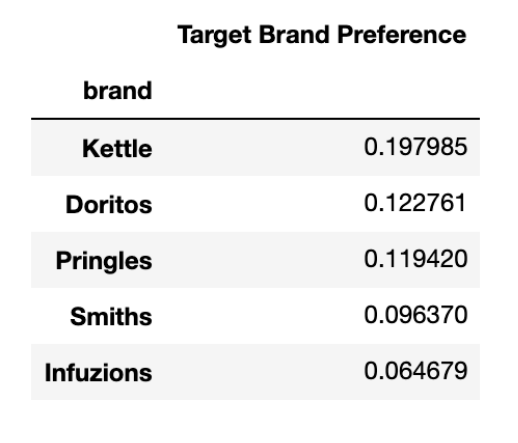 Target Brand Preference
brand
Kettle 0.197985
Doritos 0.122761
Pringles 0.119420
Smiths 0.096370
Infuzions 0.064679